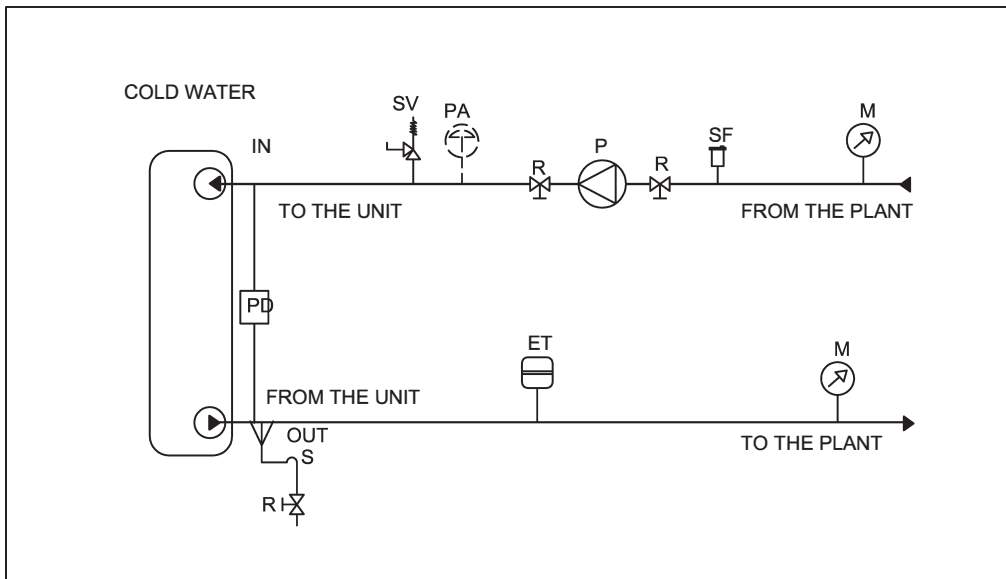 COLD WATER
SV
PA
M
SF
P
R
R
IN
TO THE UNIT
FROM THE PLANT
PD
ET
M
FROM THE UNIT
OUT
TO THE PLANT
S
R